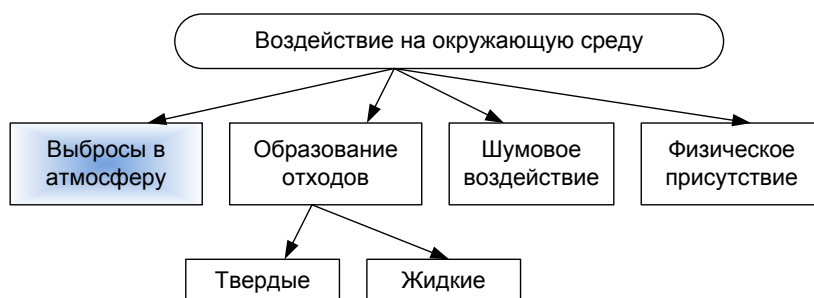 Воздействие на окружающую среду
Выбросы в
атмосферу
Образование
отходов
Шумовое
воздействие
Физическое
присутствие
Твердые
Жидкие